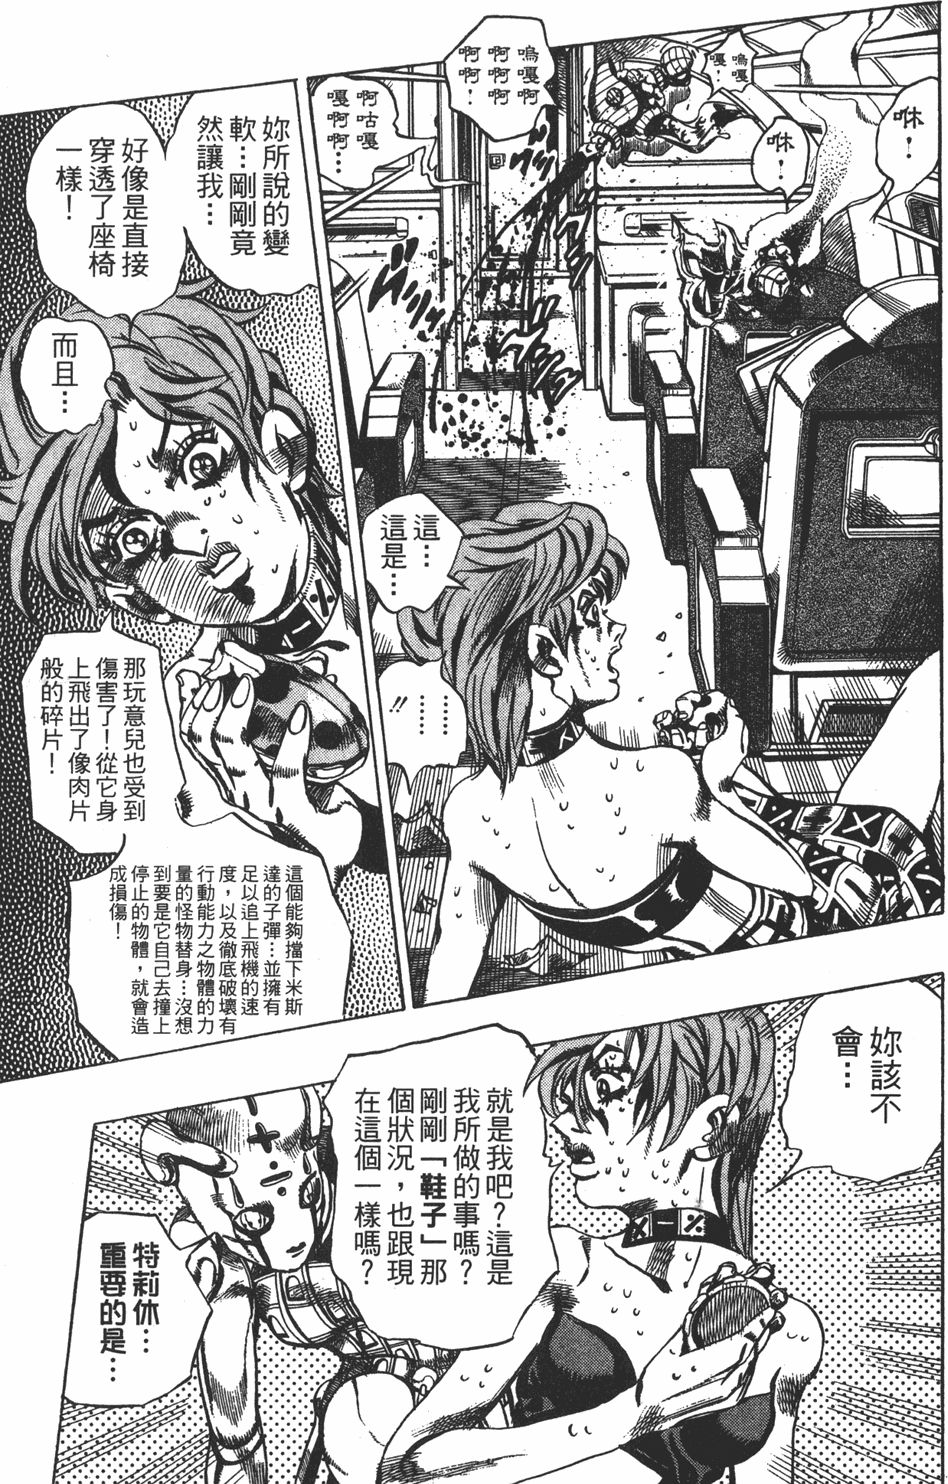 咻！
咻！
嗚嘎
嘎！
嗚嘎啊
啊啊啊
啊啊！
啊咕嘎
嘎啊
啊…
這…
這是…
……
……!!
妳所說的變
軟…剛剛竟
然讓我…
好像是直接
穿透了座椅
一樣！
而且…
那玩意兒也受到
傷害了！從它身
上飛出了像肉片
般的碎片！
這個能夠擋下米斯
達的子彈…並擁有
足以追上飛機的速
度，以及徹底破壞有
行動能力之物體的力
量的怪物替身…沒想
到要是它自己去撞上
停止的物體，就會造
成損傷！
妳該不
會…
就是我吧？這是
我所做的事嗎？
剛剛「鞋子」那
個狀況，也跟現
在這個一樣嗎？
特莉休…
重要的是…